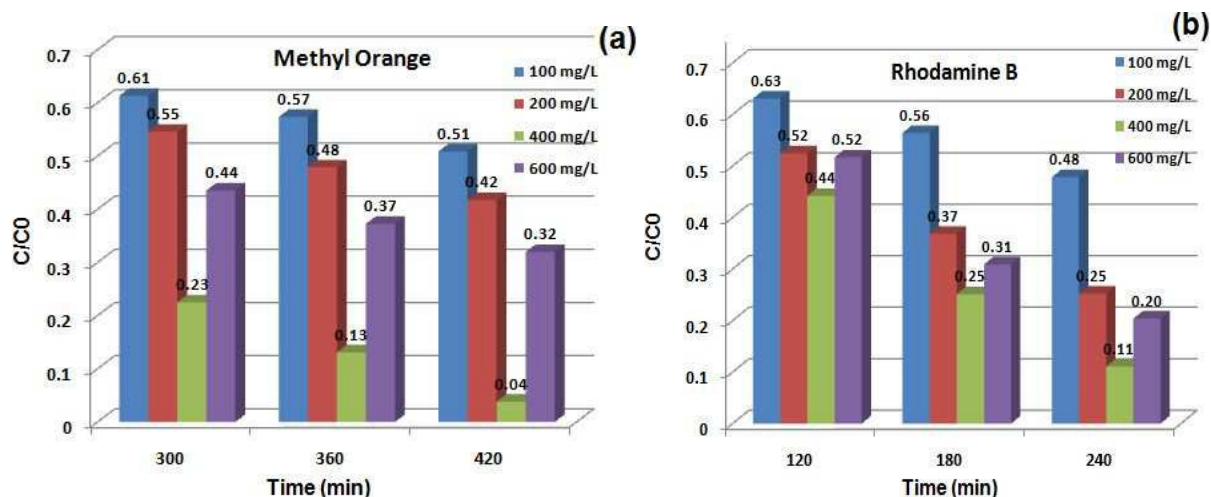 (a)
Methyl Orange
100 mg/L
200 mg/L
400 mg/L
600 mg/L
C/C0
0.7
0.6
0.5
0.4
0.3
0.2
0.1
0
0.61
0.55
0.23
0.44
0.57
0.48
0.13
0.37
0.51
0.42
0.04
0.32
300 360 420
Time (min)
(b)
Rhodamine B
100 mg/L
200 mg/L
400 mg/L
600 mg/L
C/C0
0.7
0.6
0.5
0.4
0.3
0.2
0.1
0
0.63
0.52
0.44
0.52
0.56
0.37
0.25
0.31
0.48
0.25
0.11
0.20
120 180 240
Time (min)